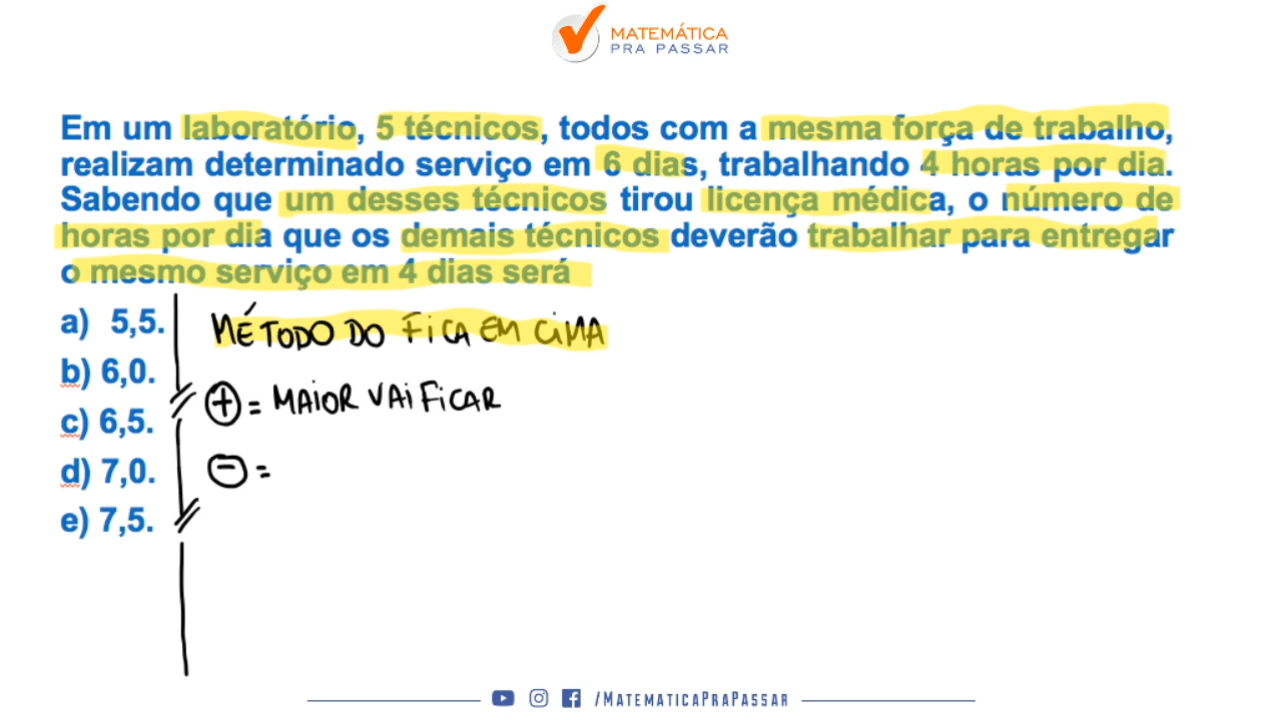 MATEMÁTICA
PRA PASSAR
Em um laboratório, 5 técnicos, todos com a mesma força de trabalho,
realizam determinado serviço em 6 dias, trabalhando 4 horas por dia.
Sabendo que um desses técnicos tirou licença médica, o número de
horas por dia que os demais técnicos deverão trabalhar para entregar
o mesmo serviço em 4 dias será
a) 5,5.
b) 6,0.
c) 6,5.
d) 7,0.
e) 7,5.
MÉTODO DO FICA EM CIMA
+ = MAIOR VAI FICAR
- =
/MATEMATICAPRAPASSAR